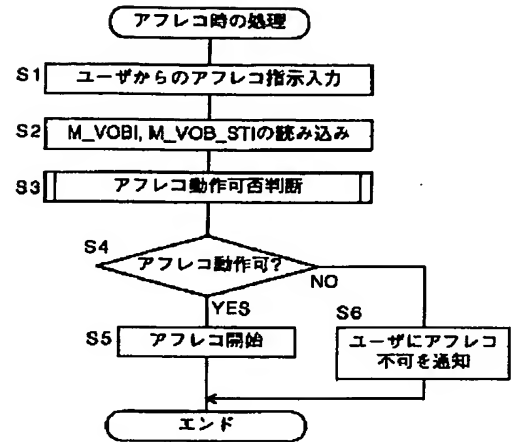 アフレコ時の処理
S1
ユーザからのアフレコ指示入力
S2
M_VOBI, M_VOB_STIの読み込み
S3
アフレコ動作可否判断
S4
アフレコ動作可?
NO
YES
S5
アフレコ開始
S6
ユーザにアフレコ
不可を通知
エンド